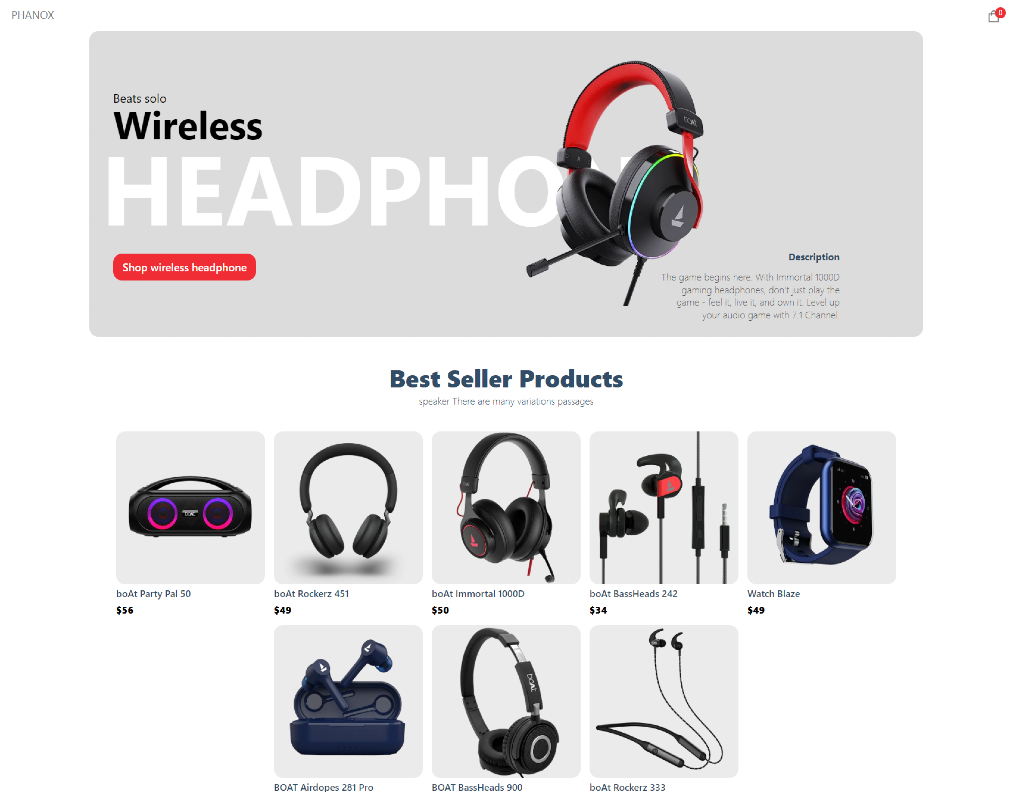 PHANOX
0
Beats solo
Wireless
HEADPHON
Shop wireless headphone
Description
The game begins here. With Immortal 1000D
gaming headphones, don't just play the
game - feel it, live it, and own it. Level up
your audio game with 7.1 Channel
Best Seller Products
speaker There are many variations passages
boAt Party Pal 50
$56
boAt Rockerz 451
$49
boAt Immortal 1000D
$50
boAt BassHeads 242
$34
Watch Blaze
$49
BOAT Airdopes 281 Pro
BOAT BassHeads 900
boAt Rockerz 333